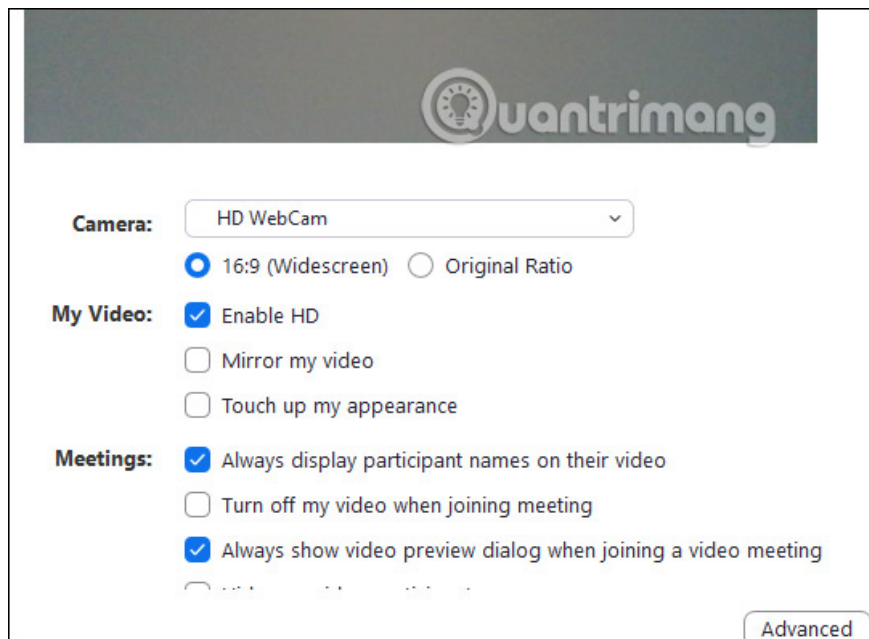 Quantrimang
Camera: HD WebCam
16:9 (Widescreen) Original Ratio
My Video: Enable HD
Mirror my video
Touch up my appearance
Meetings: Always display participant names on their video
Turn off my video when joining meeting
Always show video preview dialog when joining a video meeting
Advanced